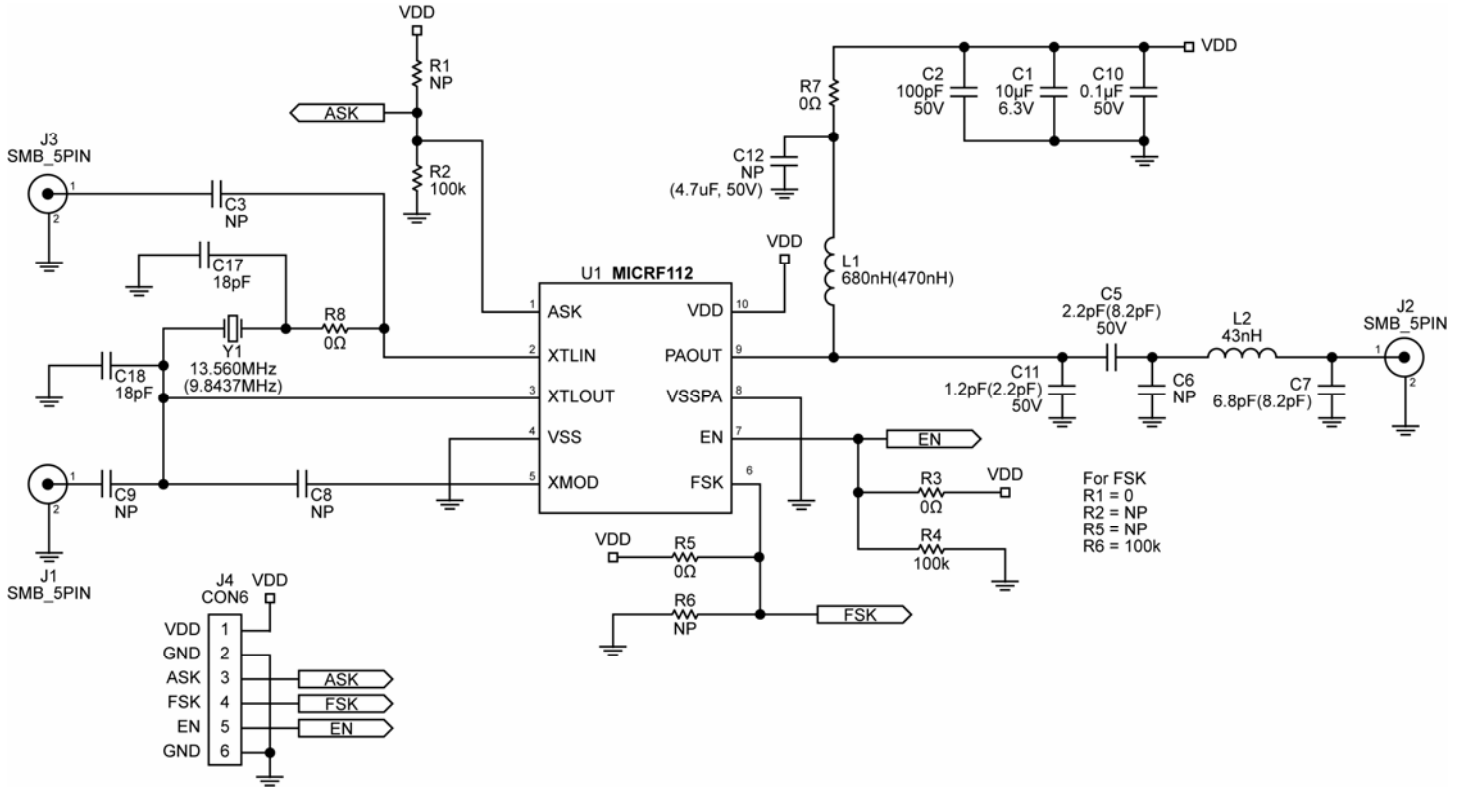 VDD
R1
NP
ASK
R2
100k
J3
SMB_5PIN
1
2
C3
NP
C17
18pF
R8
0Ω
Y1
13.560MHz
(9.8437MHz)
C18
18pF
J1
SMB_5PIN
1
2
C9
NP
C8
NP
U1 MICRF112
1 ASK
2 XTLIN
3 XTLOUT
4 VSS
5 XMOD
VDD 10
PAOUT 9
VSSPA 8
EN 7
FSK 6
VDD
R7
0Ω
C2
100pF
50V
C1
10µF
6.3V
C10
0.1µF
50V
VDD
C12
NP
(4.7uF, 50V)
L1
680nH(470nH)
C5
2.2pF(8.2pF)
50V
L2
43nH
J2
SMB_5PIN
1
2
C11
1.2pF(2.2pF)
50V
C6
NP
C7
6.8pF(8.2pF)
EN
R3
0Ω
VDD
R4
100k
For FSK
R1 = 0
R2 = NP
R5 = NP
R6 = 100k
VDD
R5
0Ω
R6
NP
FSK
J4
CON6
VDD
VDD 1
GND 2
ASK 3 ASK
FSK 4 FSK
EN 5 EN
GND 6